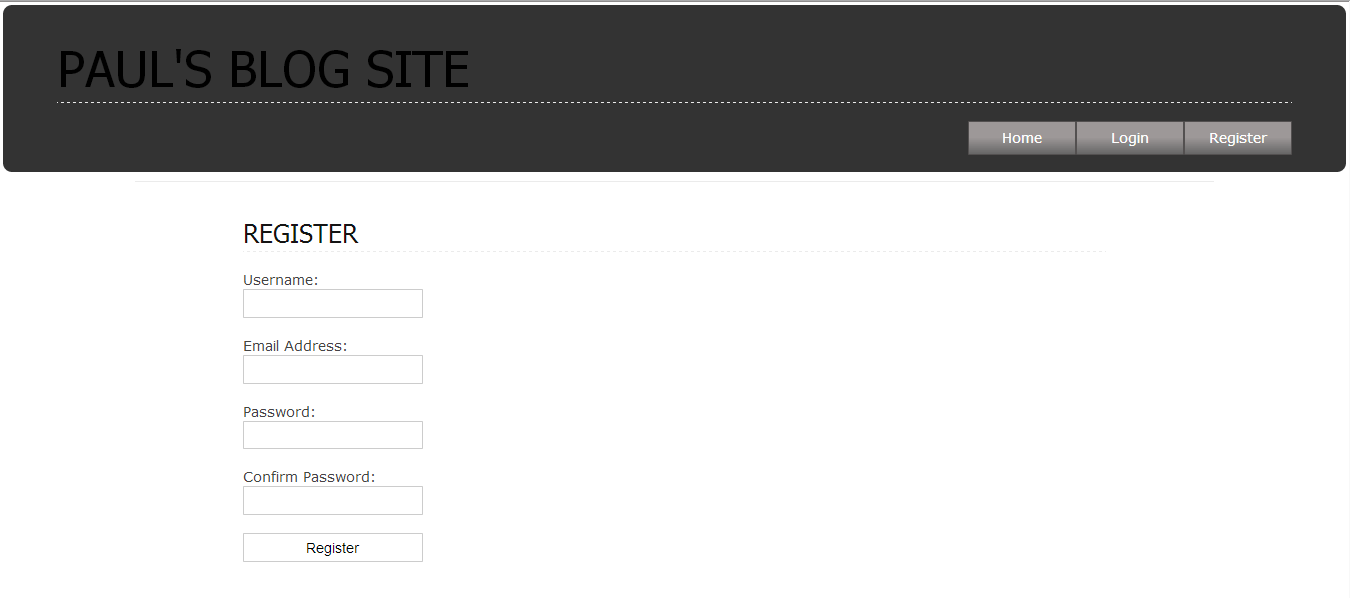 PAUL'S BLOG SITE
Home Login Register
REGISTER
Username:
Email Address:
Password:
Confirm Password:
Register